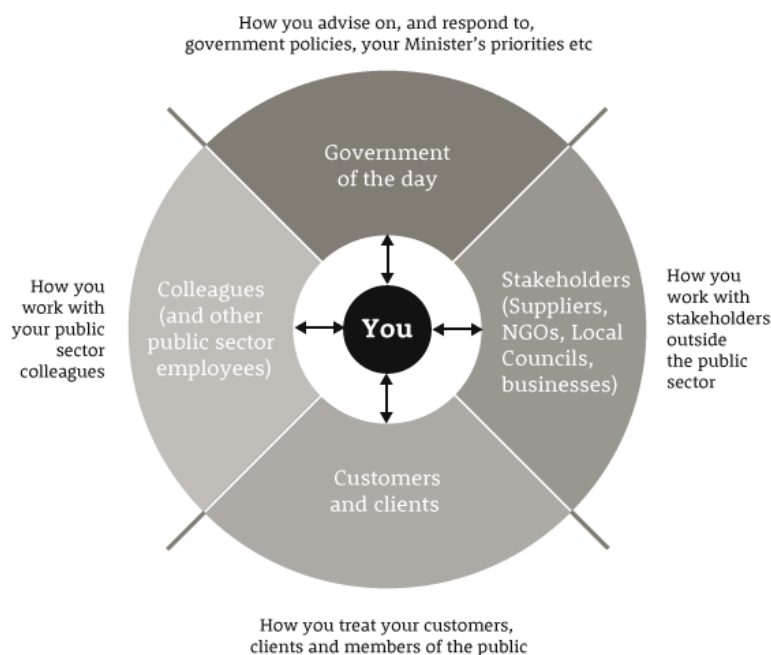 How you advise on, and respond to,
government policies, your Minister's priorities etc
Government
of the day
How you
work with
your public
sector
colleagues
Colleagues
(and other
public sector
employees)
You
Stakeholders
(Suppliers,
NGOs, Local
Councils,
businesses)
How you
work with
stakeholders
outside
the public
sector
Customers
and clients
How you treat your customers,
clients and members of the public